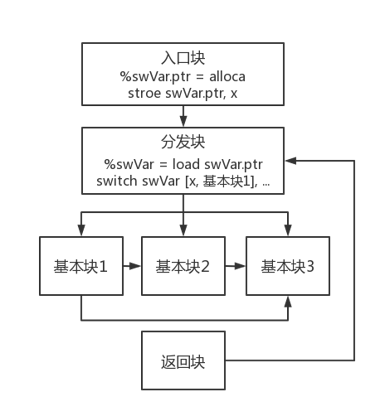 入口块
%swVar.ptr = alloca
stroe swVar.ptr, x
分发块
%swVar = load swVar.ptr
switch swVar [x, 基本块1], ...
基本块1
基本块2
基本块3
返回块